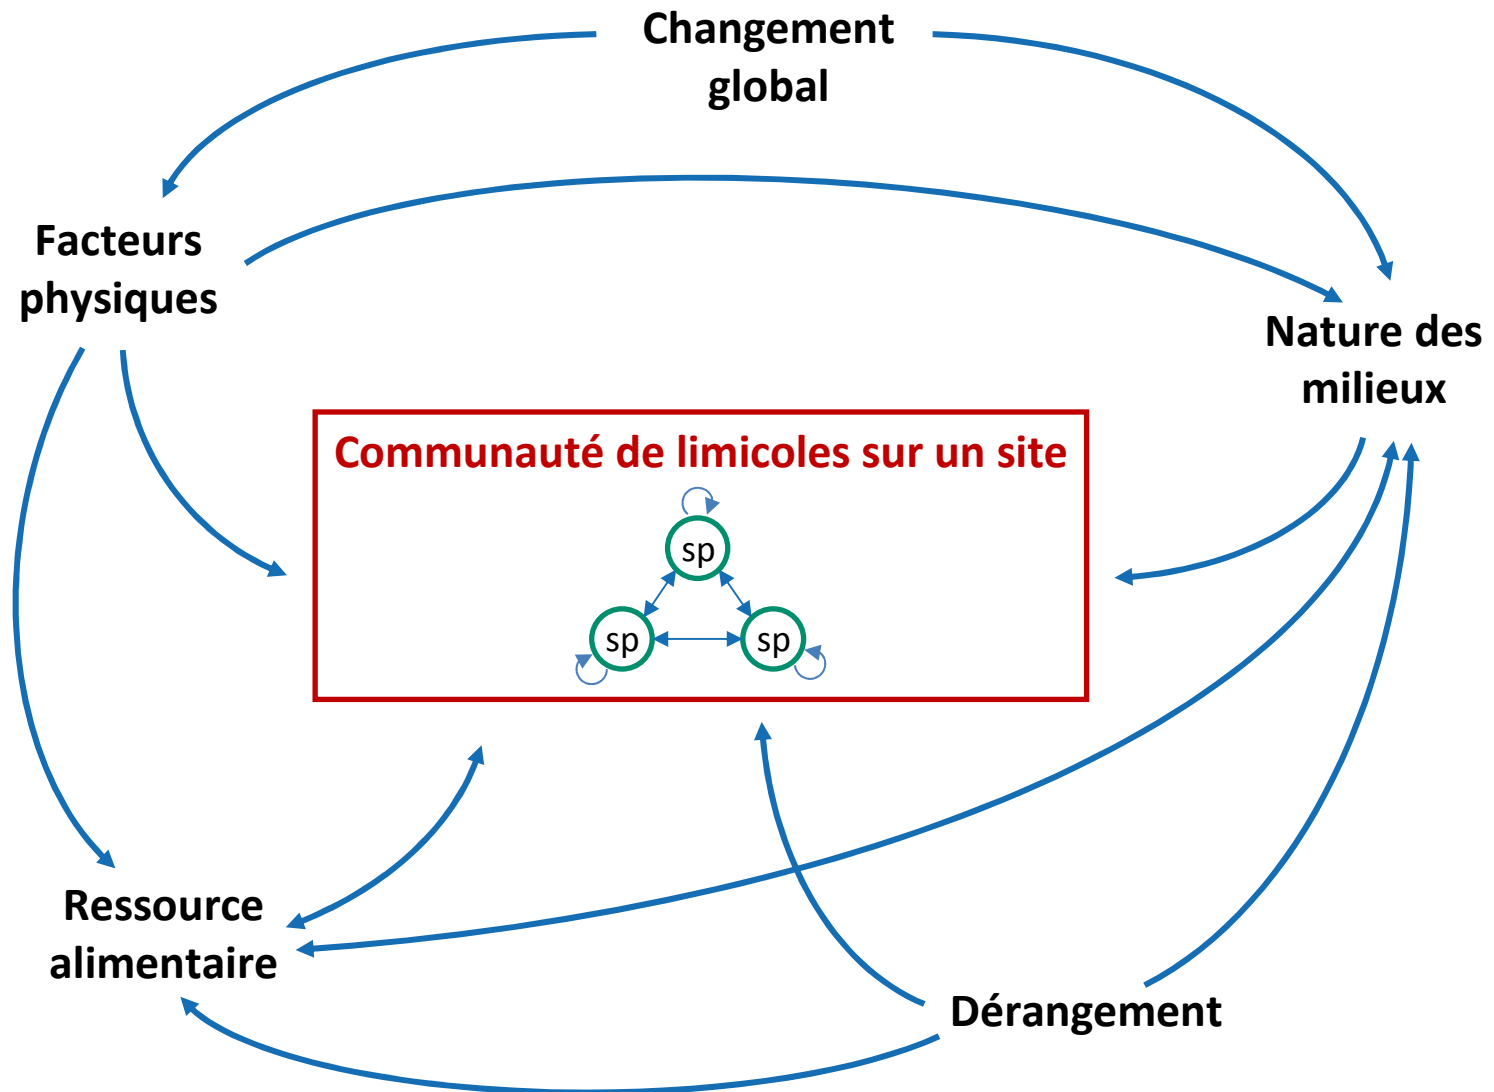 Changement
global
Facteurs
physiques
Nature des
milieux
Communauté de limicoles sur un site
sp
sp
sp
Ressource
alimentaire
Dérangement